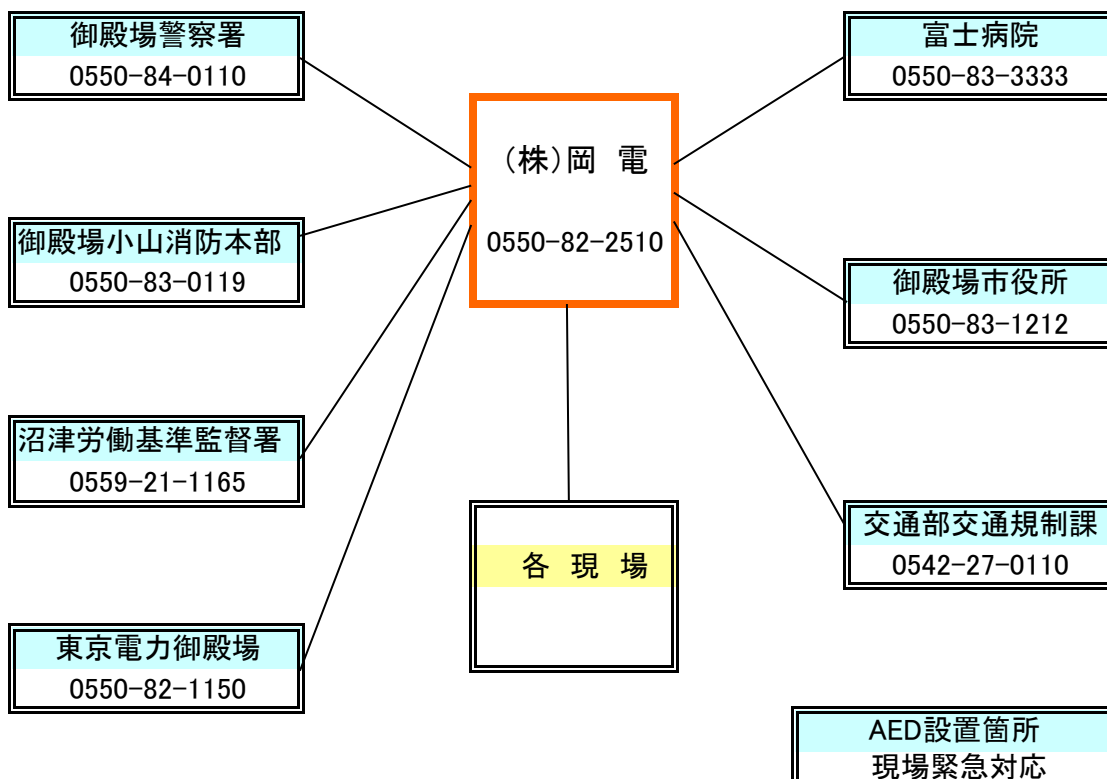 御殿場警察署
0550-84-0110
富士病院
0550-83-3333
(株)岡 電
0550-82-2510
御殿場小山消防本部
0550-83-0119
御殿場市役所
0550-83-1212
沼津労働基準監督署
0559-21-1165
各 現 場
交通部交通規制課
0542-27-0110
東京電力御殿場
0550-82-1150
AED設置箇所
現場緊急対応